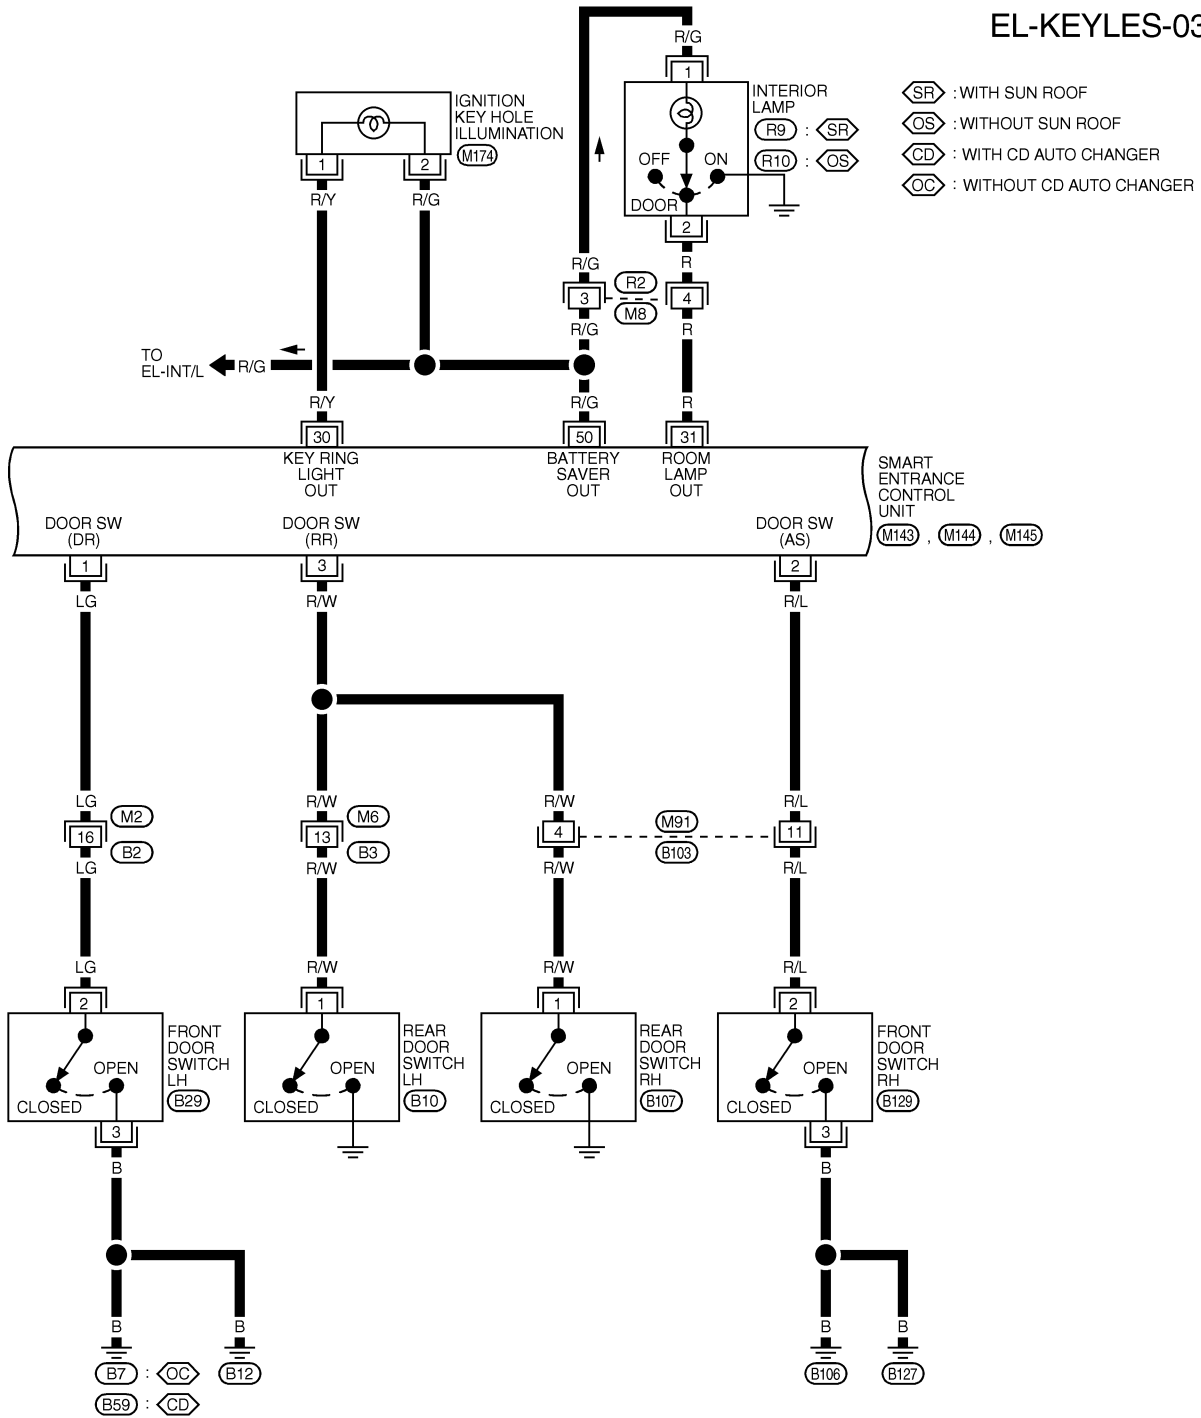 EL-KEYLES-03
R/G
1
IGNITION
KEY HOLE
ILLUMINATION
M174
1
2
INTERIOR
LAMP
R9 : SR
R10 : OS
OFF
ON
DOOR
2
SR : WITH SUN ROOF
OS : WITHOUT SUN ROOF
CD : WITH CD AUTO CHANGER
OC : WITHOUT CD AUTO CHANGER
R/Y
R/G
R/G
R
3
R2
M8
4
R/G
R
TO
EL-INT/L
R/G
R/Y
R/G
R
30
50
31
KEY RING
LIGHT
OUT
BATTERY
SAVER
OUT
ROOM
LAMP
OUT
SMART
ENTRANCE
CONTROL
UNIT
M143 , M144 , M145
DOOR SW
(DR)
DOOR SW
(RR)
DOOR SW
(AS)
1
3
2
LG
R/W
R/L
LG
R/W
R/W
R/L
16
M2
B2
13
M6
B3
4
M91
B103
11
LG
R/W
R/W
R/L
LG
R/W
R/W
R/L
2
1
1
2
FRONT
DOOR
SWITCH
LH
B29
OPEN
CLOSED
REAR
DOOR
SWITCH
LH
B10
OPEN
CLOSED
REAR
DOOR
SWITCH
RH
B107
OPEN
CLOSED
FRONT
DOOR
SWITCH
RH
B129
OPEN
CLOSED
3
3
B
B
B
B
B
B
B7 : OC
B12
B59 : CD
B106
B127